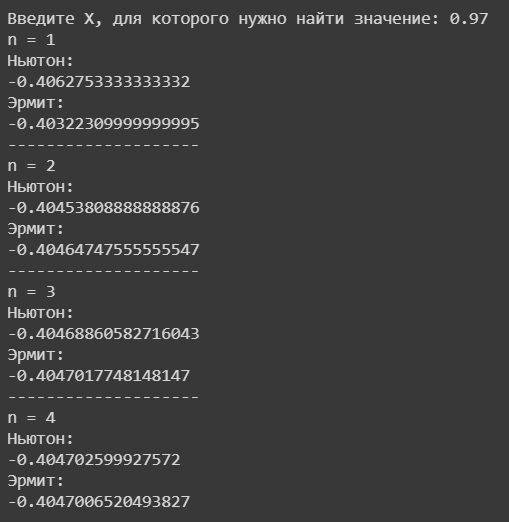 Введите X, для которого нужно найти значение: 0.97
n = 1
Ньютон:
-0.4062753333333332
Эрмит:
-0.40322309999999995
--------------------
n = 2
Ньютон:
-0.40453808888888876
Эрмит:
-0.40464747555555547
--------------------
n = 3
Ньютон:
-0.40468860582716043
Эрмит:
-0.4047017748148147
--------------------
n = 4
Ньютон:
-0.404702599927572
Эрмит:
-0.4047006520493827